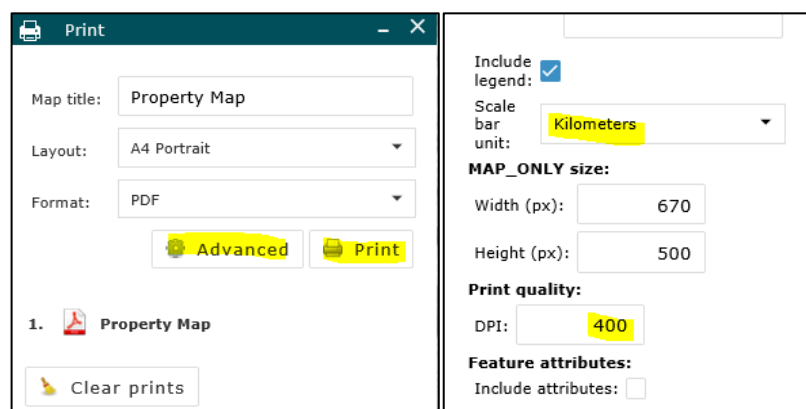 Print
Map title: Property Map
Layout: A4 Portrait
Format: PDF
Advanced Print
1. Property Map
Clear prints
Include
legend:
Scale
bar
unit:
Kilometers
MAP_ONLY size:
Width (px): 670
Height (px): 500
Print quality:
DPI: 400
Feature attributes:
Include attributes: